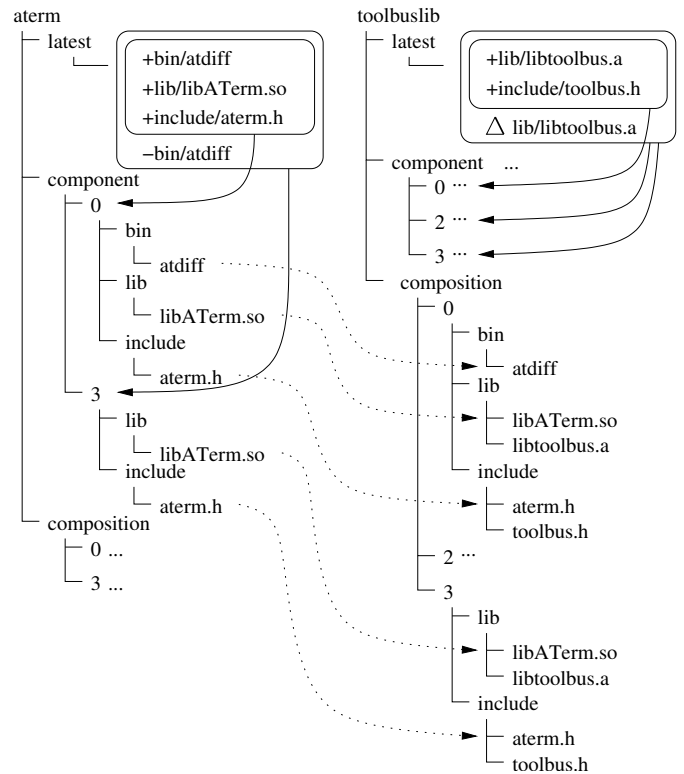 aterm
latest
+bin/atdiff
+lib/libATerm.so
+include/aterm.h
−bin/atdiff
component
0
bin
atdiff
lib
libATerm.so
include
aterm.h
3
lib
libATerm.so
include
aterm.h
composition
0 ...
3 ...
toolbuslib
latest
+lib/libtoolbus.a
+include/toolbus.h
Δ lib/libtoolbus.a
component ...
0 ...
2 ...
3 ...
composition
0
bin
atdiff
lib
libATerm.so
libtoolbus.a
include
aterm.h
toolbus.h
2 ...
3
lib
libATerm.so
libtoolbus.a
include
aterm.h
toolbus.h